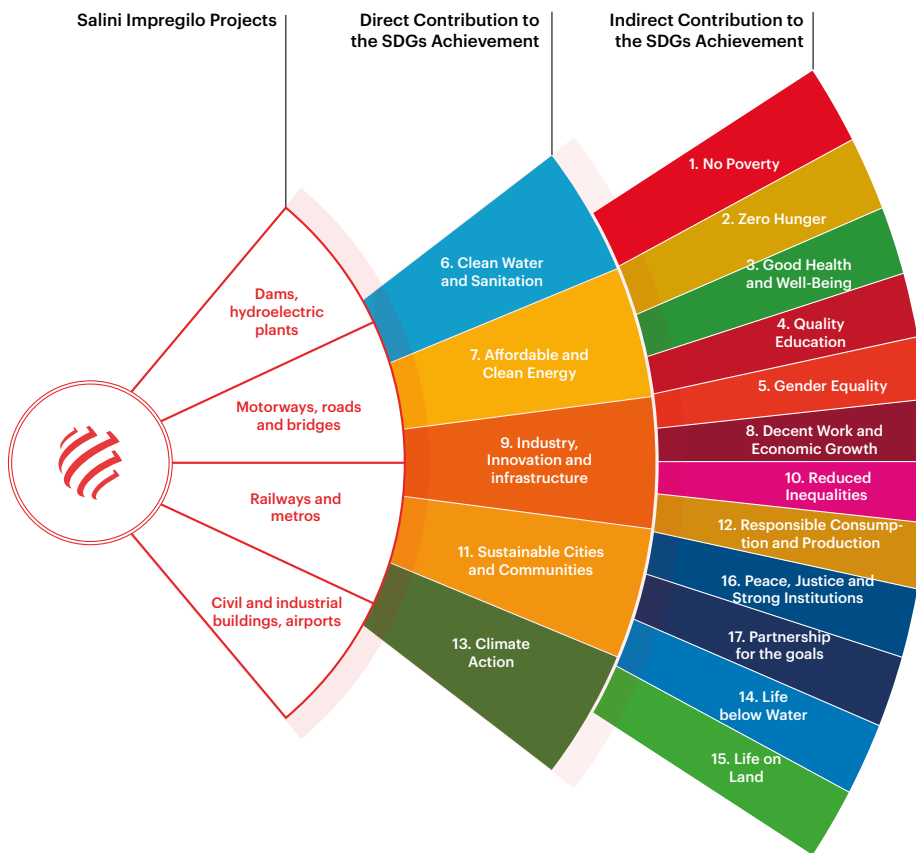 Salini Impregilo Projects
Direct Contribution to
the SDGs Achievement
Indirect Contribution to
the SDGs Achievement
Dams,
hydroelectric
plants
Motorways, roads
and bridges
Railways and
metros
Civil and industrial
buildings, airports
6. Clean Water
and Sanitation
7. Affordable and
Clean Energy
9. Industry,
Innovation and
infrastructure
11. Sustainable Cities
and Communities
13. Climate
Action
1. No Poverty
2. Zero Hunger
3. Good Health
and Well-Being
4. Quality
Education
5. Gender Equality
8. Decent Work and
Economic Growth
10. Reduced
Inequalities
12. Responsible Consump-
tion and Production
16. Peace, Justice and
Strong Institutions
17. Partnership
for the goals
14. Life
below Water
15. Life on
Land